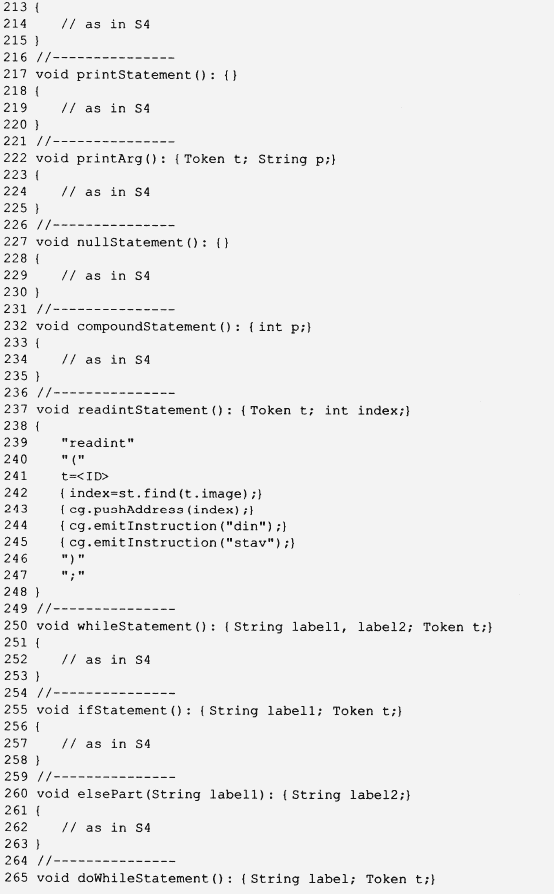 213 {
214    // as in S4
215 }
216 //---------------
217 void printStatement(): {}
218 {
219    // as in S4
220 }
221 //---------------
222 void printArg(): {Token t; String p;}
223 {
224    // as in S4
225 }
226 //---------------
227 void nullStatement(): {}
228 {
229    // as in S4
230 }
231 //---------------
232 void compoundStatement(): {int p;}
233 {
234    // as in S4
235 }
236 //---------------
237 void readintStatement(): {Token t; int index;}
238 {
239    "readint"
240    "("
241    t=<ID>
242    {index=st.find(t.image);}
243    {cg.pushAddress(index);}
244    {cg.emitInstruction("din");}
245    {cg.emitInstruction("stav");}
246    ")"
247    ";"
248 }
249 //---------------
250 void whileStatement(): {String label1, label2; Token t;}
251 {
252    // as in S4
253 }
254 //---------------
255 void ifStatement(): {String label1; Token t;}
256 {
257    // as in S4
258 }
259 //---------------
260 void elsePart(String label1): {String label2;}
261 {
262    // as in S4
263 }
264 //---------------
265 void doWhileStatement(): {String label; Token t;}